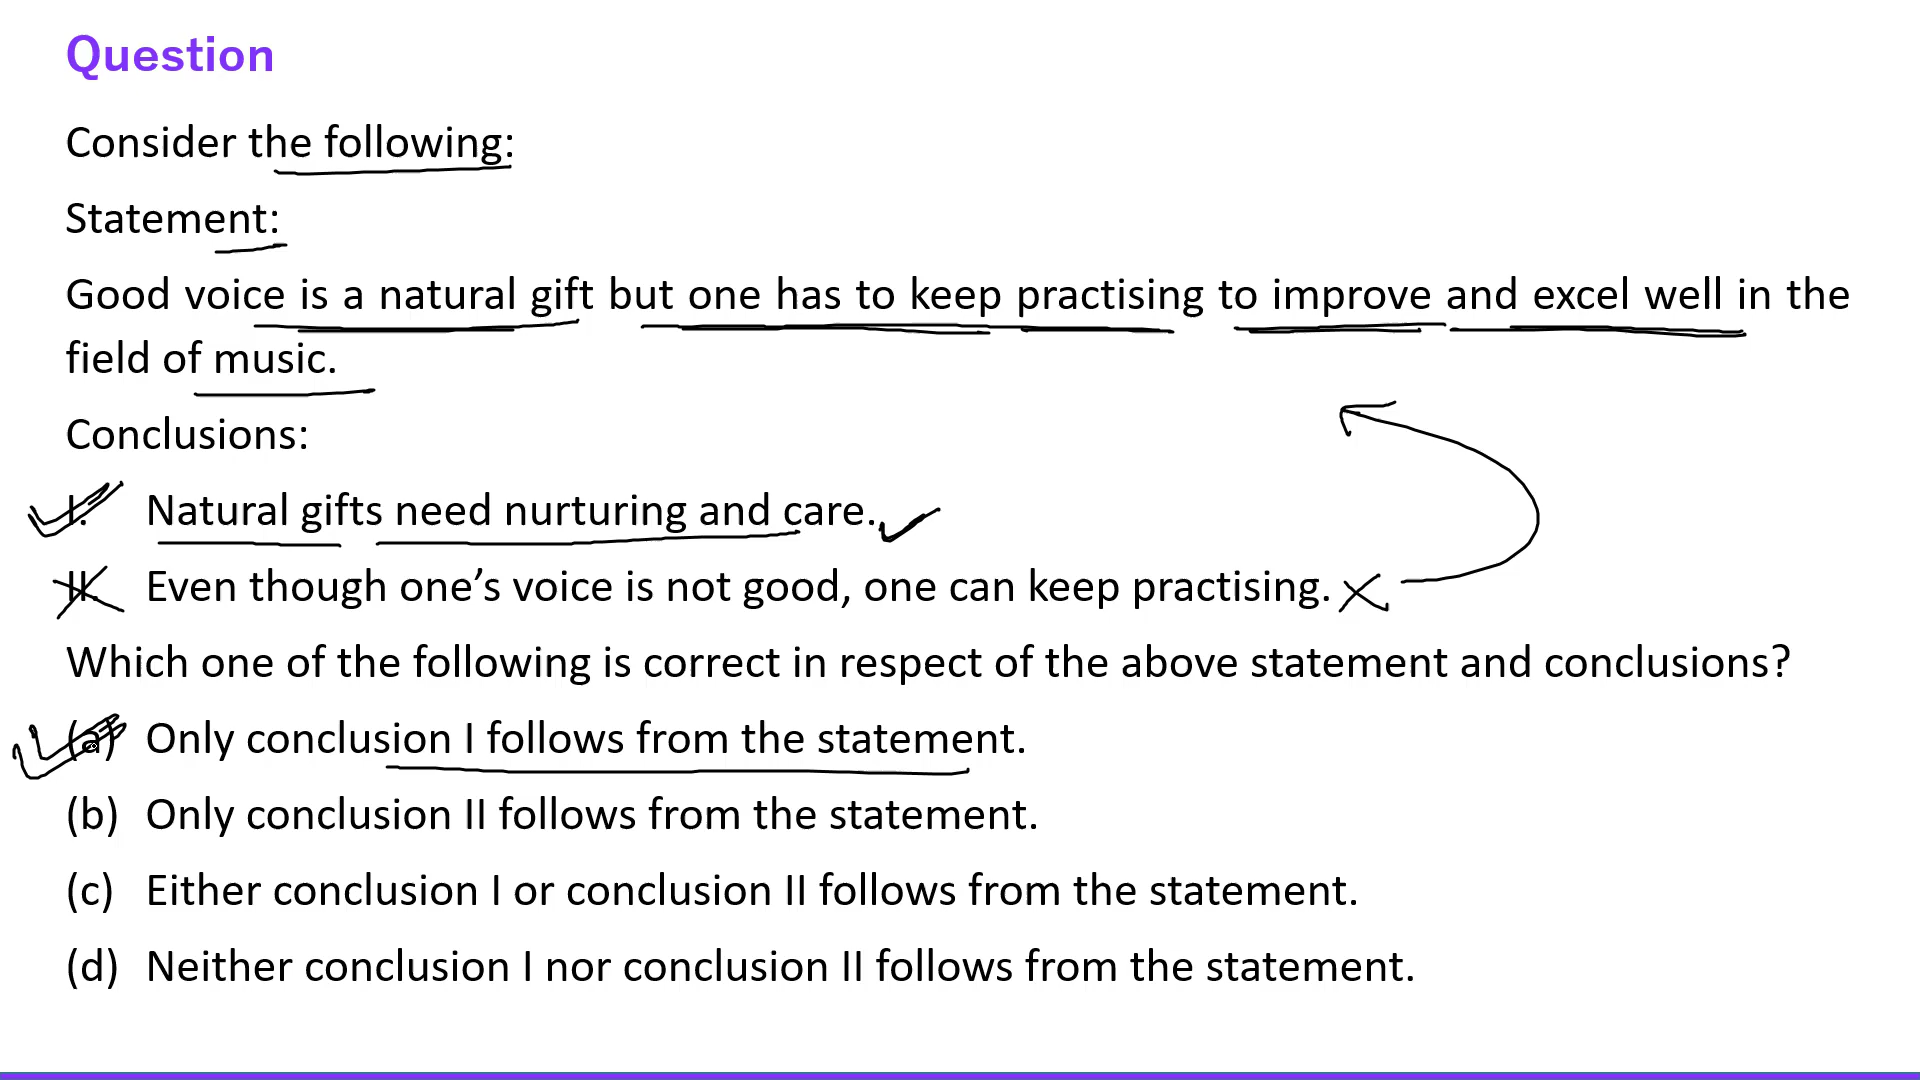 Question
Consider the following:
Statement:
Good voice is a natural gift but one has to keep practising to improve and excel well in the
field of music.
Conclusions:
I. Natural gifts need nurturing and care.
II. Even though one’s voice is not good, one can keep practising.
Which one of the following is correct in respect of the above statement and conclusions?
(a) Only conclusion I follows from the statement.
(b) Only conclusion II follows from the statement.
(c) Either conclusion I or conclusion II follows from the statement.
(d) Neither conclusion I nor conclusion II follows from the statement.